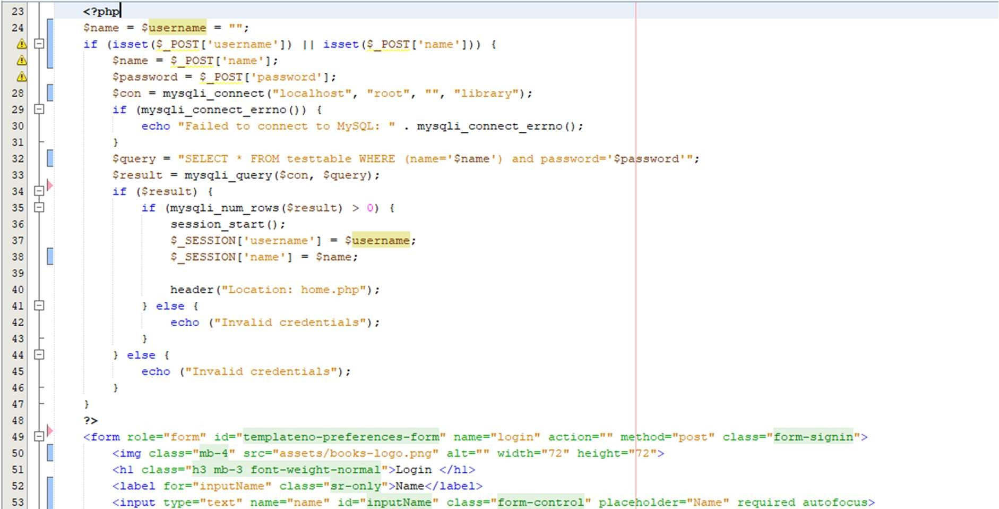 23 <?php
24 $name = $username = "";
if (isset($_POST['username']) || isset($_POST['name'])) {
$name = $_POST['name'];
$password = $_POST['password'];
28 $con = mysqli_connect("localhost", "root", "", "library");
29 if (mysqli_connect_errno()) {
30 echo "Failed to connect to MySQL: " . mysqli_connect_errno();
31 }
32 $query = "SELECT * FROM testtable WHERE (name='$name') and password='$password'";
33 $result = mysqli_query($con, $query);
34 if ($result) {
35 if (mysqli_num_rows($result) > 0) {
36 session_start();
37 $_SESSION['username'] = $username;
38 $_SESSION['name'] = $name;
39
40 header("Location: home.php");
41 } else {
42 echo ("Invalid credentials");
43 }
44 } else {
45 echo ("Invalid credentials");
46 }
47 }
48 ?>
49 <form role="form" id="templateno-preferences-form" name="login" action="" method="post" class="form-signin">
50 <img class="mb-4" src="assets/books-logo.png" alt="" width="72" height="72">
51 <h1 class="h3 mb-3 font-weight-normal">Login </h1>
52 <label for="inputName" class="sr-only">Name</label>
53 <input type="text" name="name" id="inputName" class="form-control" placeholder="Name" required autofocus>